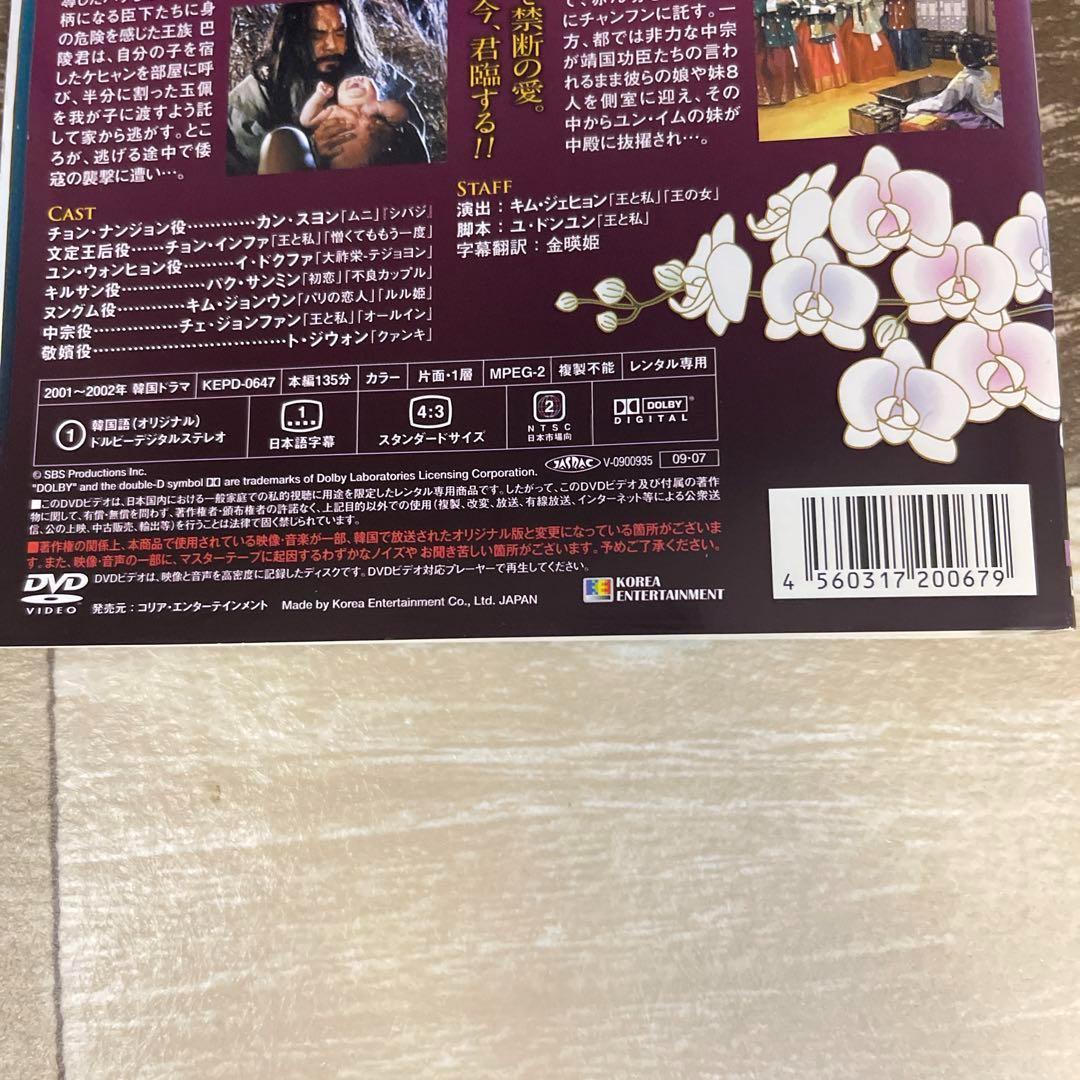 柄になる臣下たちに身
の危険を感じた王族 巴
陵君は、自分の子を宿
したケヒャンを部屋に呼
び、半分に割った玉佩
を我が子に渡すよう託
して家から逃がす。とこ
ろが、逃げる途中で倭
寇の襲撃に遭い…。
禁断の愛。
今、君臨する!!
にチャンフンに託す。一
方、都では非力な中宗
が靖国功臣たちの言わ
れるまま彼らの娘や妹8
人を側室に迎え、その
中からユン・イムの妹が
中殿に抜擢され…。
CAST
チョン・ナンジョン役…………カン・スヨン「ムニ」『シバジ』
文定王后役……チョン・インファ「王と私」「憎くてももう一度」
ユン・ウォンヒョン役………イ・ドクファ「大祚栄-テジョヨン」
キルサン役……………パク・サンミン「初恋」「不良カップル」
ヌングム役…………キム・ジョンウン「パリの恋人」「ルル姫」
中宗役……………チェ・ジョンファン「王と私」「オールイン」
敬嬪役………………………………ト・ジウォン「クァンキ」
STAFF
演出:キム・ジェヒョン「王と私」「王の女」
脚本:ユ・ドンユン「王と私」
字幕翻訳:金暎姫
2001~2002年 韓国ドラマ KEPD-0647 本編135分 カラー 片面・1層 MPEG-2 複製不能 レンタル専用
1 韓国語(オリジナル)
ドルビーデジタルステレオ
1
日本語字幕
4:3
スタンダードサイズ
2
NTSC
日本市場向
DOLBY
DIGITAL
© SBS Productions Inc.
JASRAC V-0900935 09・07
"DOLBY" and the double-D symbol are trademarks of Dolby Laboratories Licensing Corporation.
■このDVDビデオは、日本国内における一般家庭での私的視聴に用途を限定したレンタル専用商品です。したがって、このDVDビデオ及び付属の著作
物に関して、有償・無償を問わず、著作権者・頒布権者の許諾なく、上記目的以外での使用(複製、改変、放送、有線放送、インターネット等による公衆送
信、公の上映、中古販売、輸出等)を行うことは法律で固く禁じられています。
■著作権の関係上、本商品で使用されている映像・音楽が一部、韓国で放送されたオリジナル版と変更になっている箇所がございま
す。また、映像・音声の一部に、マスターテープに起因するわずかなノイズや お聞き苦しい箇所がございます。予めご了承ください。
DVD
VIDEO
DVDビデオは、映像と音声を高密度に記録したディスクです。DVDビデオ対応プレーヤーで再生してください。
発売元:コリア・エンターテインメント Made by Korea Entertainment Co., Ltd. JAPAN
KOREA
ENTERTAINMENT
4 560317 200679